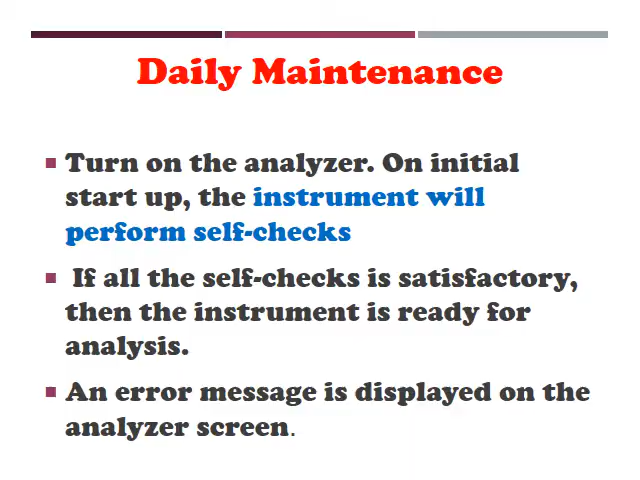 Daily Maintenance
Turn on the analyzer. On initial
start up, the instrument will
perform self-checks
If all the self-checks is satisfactory,
then the instrument is ready for
analysis.
An error message is displayed on the
analyzer screen.